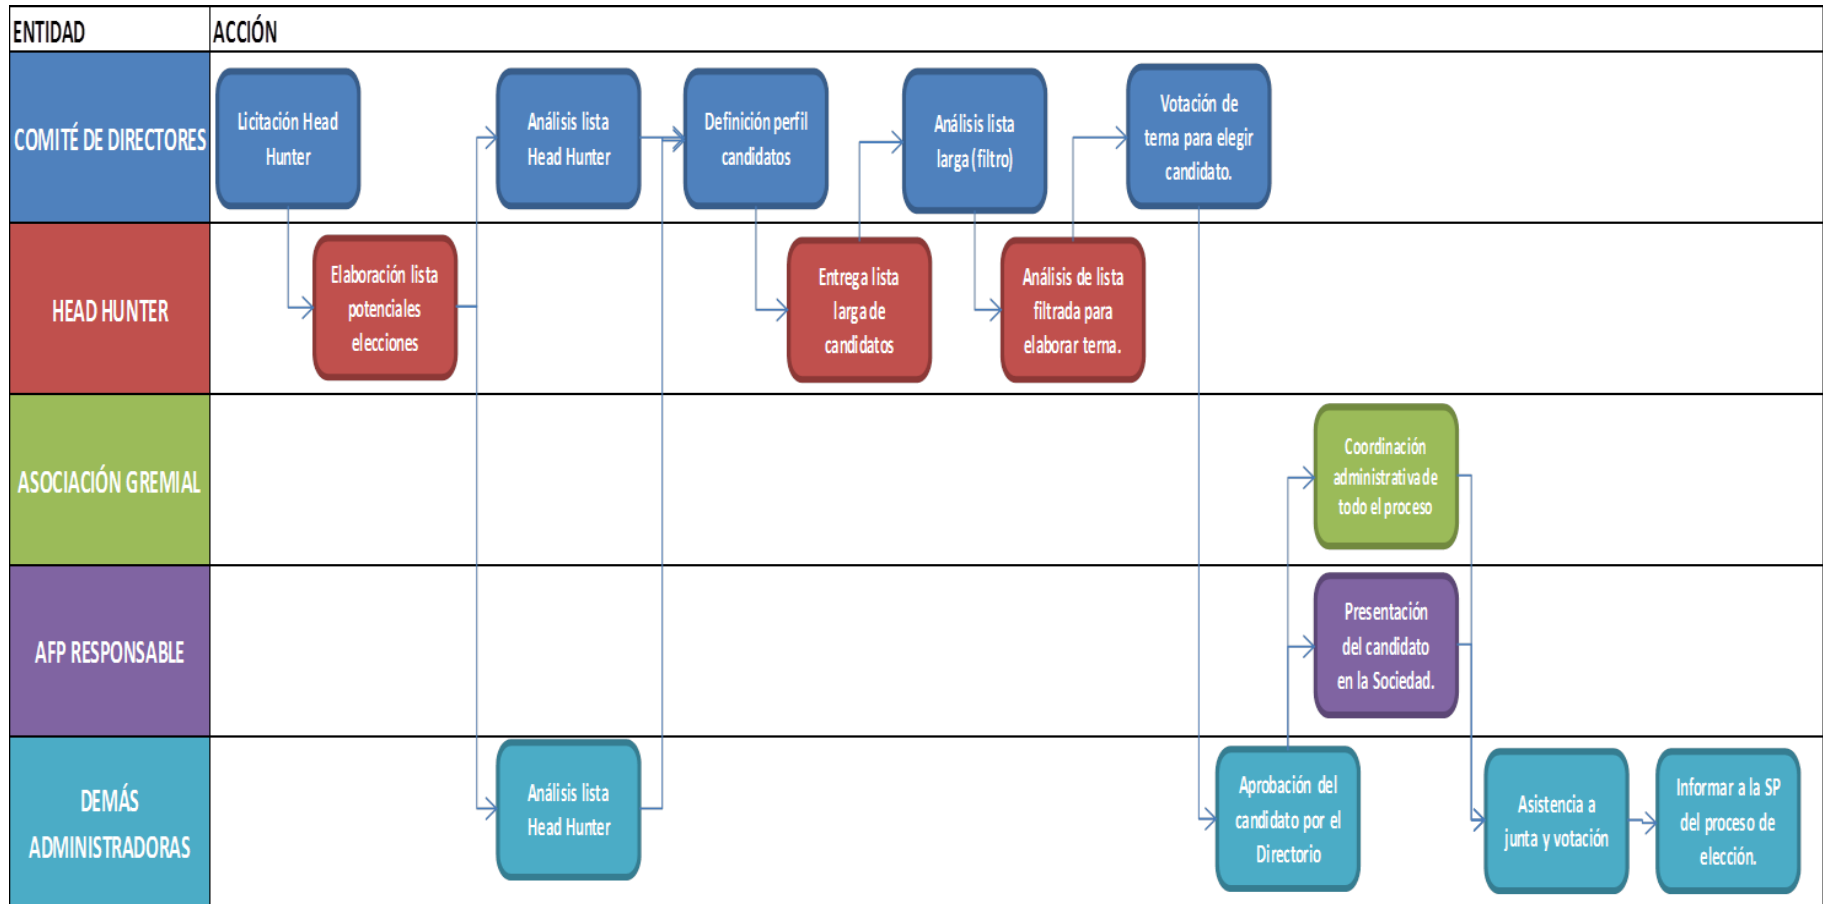 ENTIDAD
ACCIÓN
COMITÉ DE DIRECTORES
Licitación Head
Hunter
Análisis lista
Head Hunter
Definición perfil
candidatos
Análisis lista
larga (filtro)
Votación de
terna para elegir
candidato.
HEAD HUNTER
Elaboración lista
potenciales
elecciones
Entrega lista
larga de
candidatos
Análisis de lista
filtrada para
elaborar terna.
ASOCIACIÓN GREMIAL
Coordinación
administrativa de
todo el proceso
AFP RESPONSABLE
Presentación
del candidato
en la Sociedad.
DEMÁS
ADMINISTRADORAS
Análisis lista
Head Hunter
Aprobación del
candidato por el
Directorio
Asistencia a
junta y votación
Informar a la SP
del proceso de
elección.